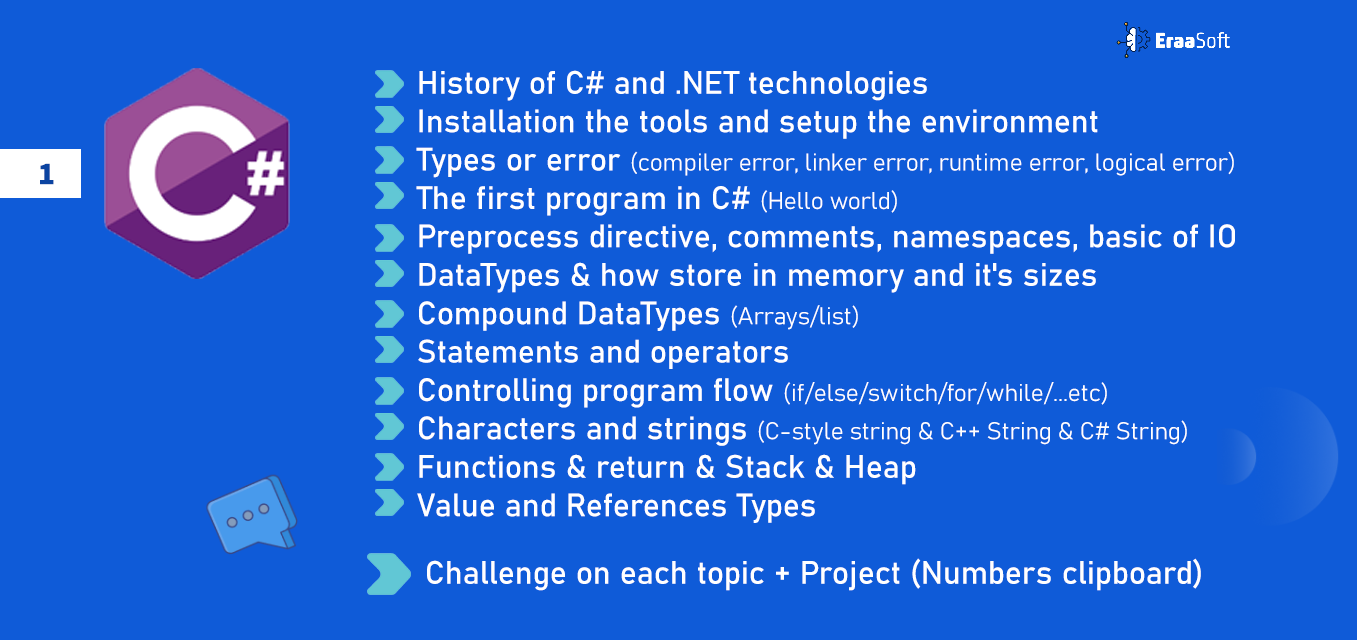 EraaSoft
1
C#
History of C# and .NET technologies
Installation the tools and setup the environment
Types or error (compiler error, linker error, runtime error, logical error)
The first program in C# (Hello world)
Preprocess directive, comments, namespaces, basic of IO
DataTypes & how store in memory and it's sizes
Compound DataTypes (Arrays/list)
Statements and operators
Controlling program flow (if/else/switch/for/while/...etc)
Characters and strings (C-style string & C++ String & C# String)
Functions & return & Stack & Heap
Value and References Types
Challenge on each topic + Project (Numbers clipboard)